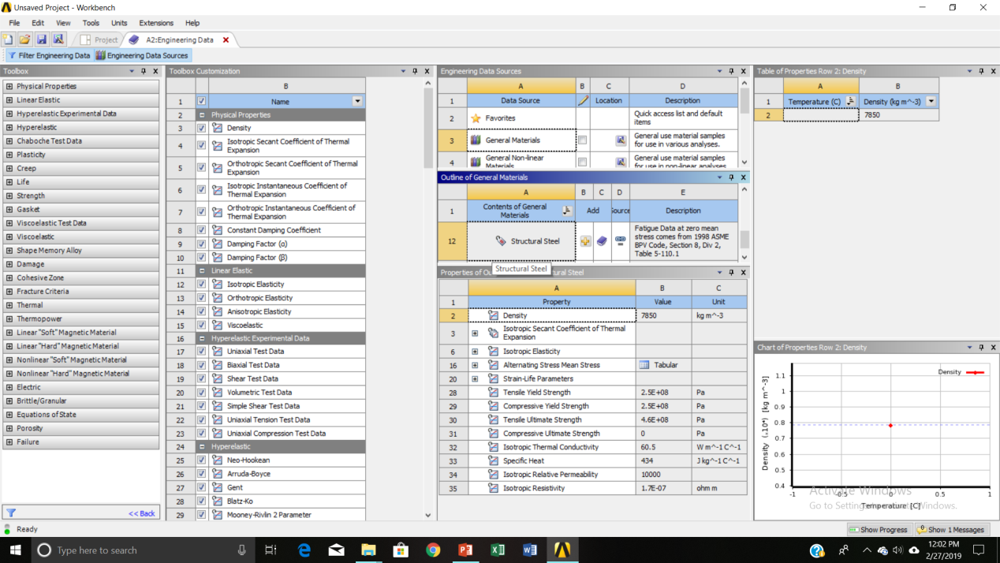 Unsaved Project - Workbench
File Edit View Tools Units Extensions Help
Project A2:Engineering Data
Filter Engineering Data Engineering Data Sources
Toolbox
Physical Properties
Linear Elastic
Hyperelastic Experimental Data
Hyperelastic
Chaboche Test Data
Plasticity
Creep
Life
Strength
Gasket
Viscoelastic Test Data
Viscoelastic
Shape Memory Alloy
Damage
Cohesive Zone
Fracture Criteria
Thermal
Thermopower
Linear "Soft" Magnetic Material
Linear "Hard" Magnetic Material
Nonlinear "Soft" Magnetic Material
Nonlinear "Hard" Magnetic Material
Electric
Brittle/Granular
Equations of State
Porosity
Failure
<< Back
Toolbox Customization
B
1 Name
2 Physical Properties
3 Density
4 Isotropic Secant Coefficient of Thermal
Expansion
5 Orthotropic Secant Coefficient of Thermal
Expansion
6 Isotropic Instantaneous Coefficient of
Thermal Expansion
7 Orthotropic Instantaneous Coefficient of
Thermal Expansion
8 Constant Damping Coefficient
9 Damping Factor (α)
10 Damping Factor (β)
11 Linear Elastic
12 Isotropic Elasticity
13 Orthotropic Elasticity
14 Anisotropic Elasticity
15 Viscoelastic
16 Hyperelastic Experimental Data
17 Uniaxial Test Data
18 Biaxial Test Data
19 Shear Test Data
20 Volumetric Test Data
21 Simple Shear Test Data
22 Uniaxial Tension Test Data
23 Uniaxial Compression Test Data
24 Hyperelastic
25 Neo-Hookean
26 Arruda-Boyce
27 Gent
28 Blatz-Ko
29 Mooney-Rivlin 2 Parameter
Engineering Data Sources
A B C D
1 Data Source Location Description
2 Favorites Quick access list and default
items
3 General Materials General use material samples
for use in various analyses.
4 General Non-linear General use material samples
Materials for use in non-linear analyses.
Outline of General Materials
A B C D E
1 Contents of General
Materials Add Source Description
12 Structural Steel Fatigue Data at zero mean
stress comes from 1998 ASME
BPV Code, Section 8, Div 2,
Table 5-110.1
Structural Steel
Properties of Ou ural Steel
A B C
1 Property Value Unit
2 Density 7850 kg m^-3
3 Isotropic Secant Coefficient of Thermal
Expansion
6 Isotropic Elasticity
16 Alternating Stress Mean Stress Tabular
20 Strain-Life Parameters
28 Tensile Yield Strength 2.5E+08 Pa
29 Compressive Yield Strength 2.5E+08 Pa
30 Tensile Ultimate Strength 4.6E+08 Pa
31 Compressive Ultimate Strength 0 Pa
32 Isotropic Thermal Conductivity 60.5 W m^-1 C^-1
33 Specific Heat 434 J kg^-1 C^-1
34 Isotropic Relative Permeability 10000
35 Isotropic Resistivity 1.7E-07 ohm m
Table of Properties Row 2: Density
A B
1 Temperature (C) Density (kg m^-3)
2 7850
Chart of Properties Row 2: Density
Density
1.1
1
0.9
0.8
0.7
0.6
0.5
0.4
Density (.10⁴) [kg m^-3]
-1 -0.5 0 0.5 1
Temperature [C]
Activate Windows
Go to Settings to activate Windows.
Ready
Show Progress Show 1 Messages
Type here to search
12:02 PM
2/27/2019